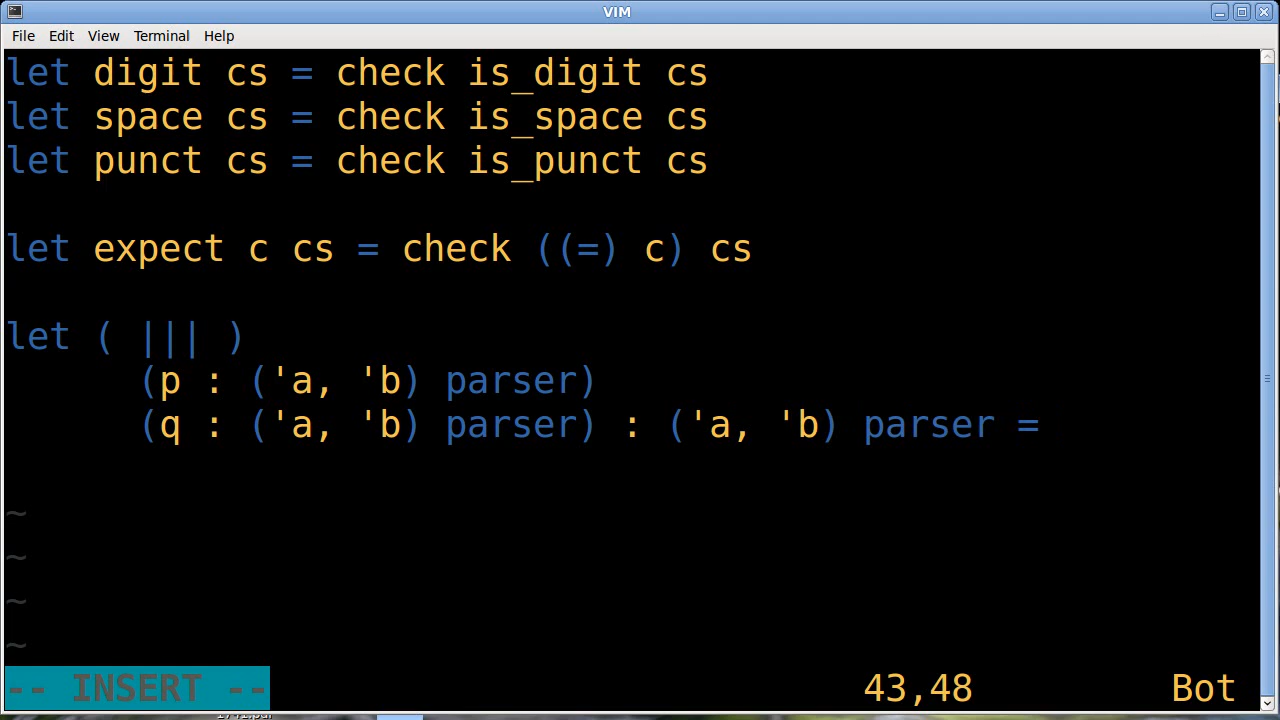 VIM
File Edit View Terminal Help
let digit cs = check is_digit cs
let space cs = check is_space cs
let punct cs = check is_punct cs
let expect c cs = check ((=) c) cs
let ( ||| )
(p : ('a, 'b) parser)
(q : ('a, 'b) parser) : ('a, 'b) parser =
~
~
~
~
-- INSERT -- 43,48 Bot